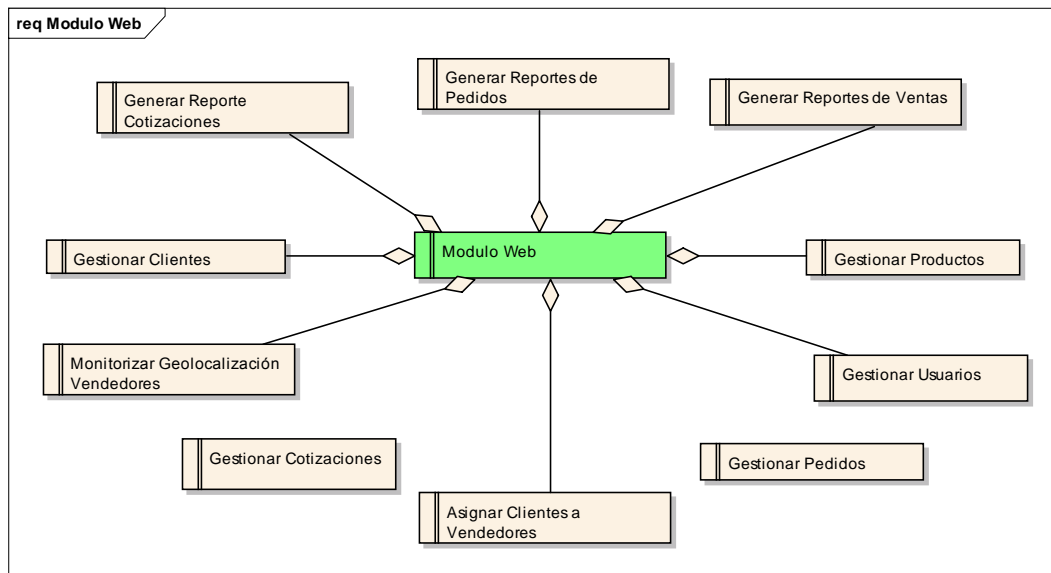 req Modulo Web
Generar Reporte
Cotizaciones
Generar Reportes de
Pedidos
Generar Reportes de Ventas
Gestionar Clientes
Modulo Web
Gestionar Productos
Monitorizar Geolocalización
Vendedores
Gestionar Usuarios
Gestionar Cotizaciones
Gestionar Pedidos
Asignar Clientes a
Vendedores